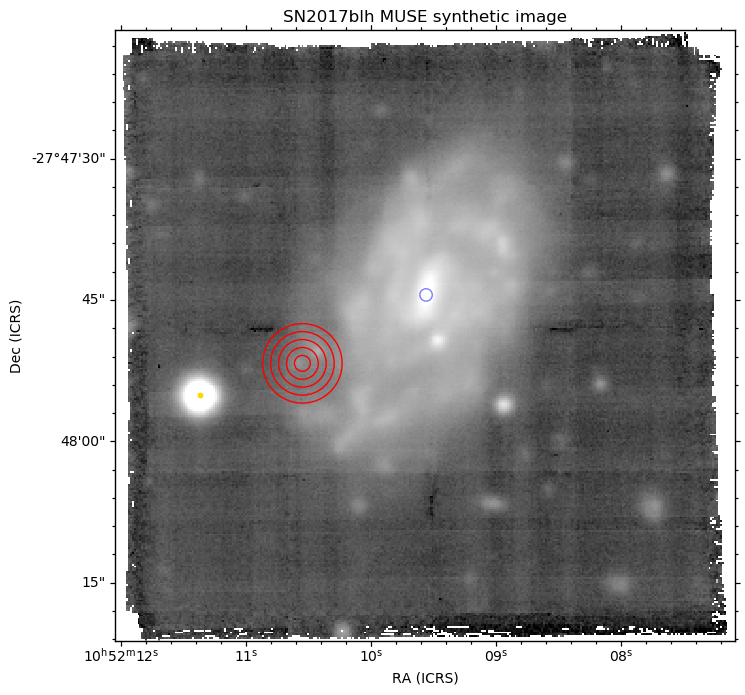 SN2017blh MUSE synthetic image
-27°47'30"
45"
48'00"
15"
Dec (ICRS)
10ʰ52ᵐ12ˢ 11ˢ 10ˢ 09ˢ 08ˢ
RA (ICRS)